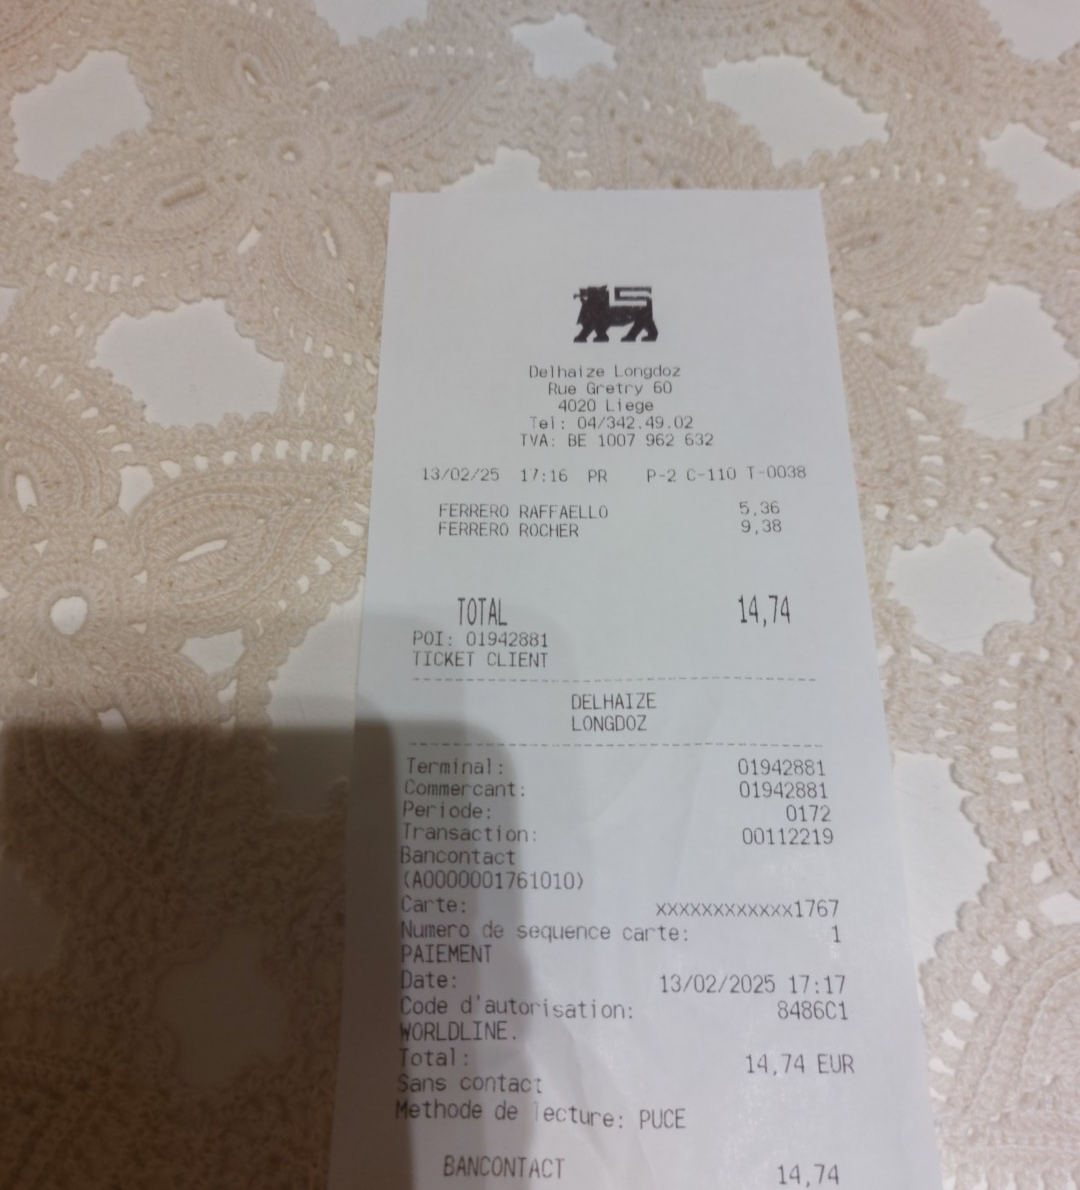 Delhaize Longdoz
Rue Gretry 60
4020 Liege
Tel: 04/342.49.02
TVA: BE 1007 962 632
13/02/25 17:16 PR P-2 C-110 T-0038
FERRERO RAFFAELLO 5,36
FERRERO ROCHER 9,38
TOTAL 14,74
POI: 01942881
TICKET CLIENT
DELHAIZE
LONGDOZ
Terminal: 01942881
Commercant: 01942881
Periode: 0172
Transaction: 00112219
Bancontact
(A0000001761010)
Carte: xxxxxxxxxxxx1767
Numero de sequence carte: 1
PAIEMENT
Date: 13/02/2025 17:17
Code d'autorisation: 8486C1
WORLDLINE.
Total: 14,74 EUR
Sans contact
Methode de lecture: PUCE
BANCONTACT 14,74